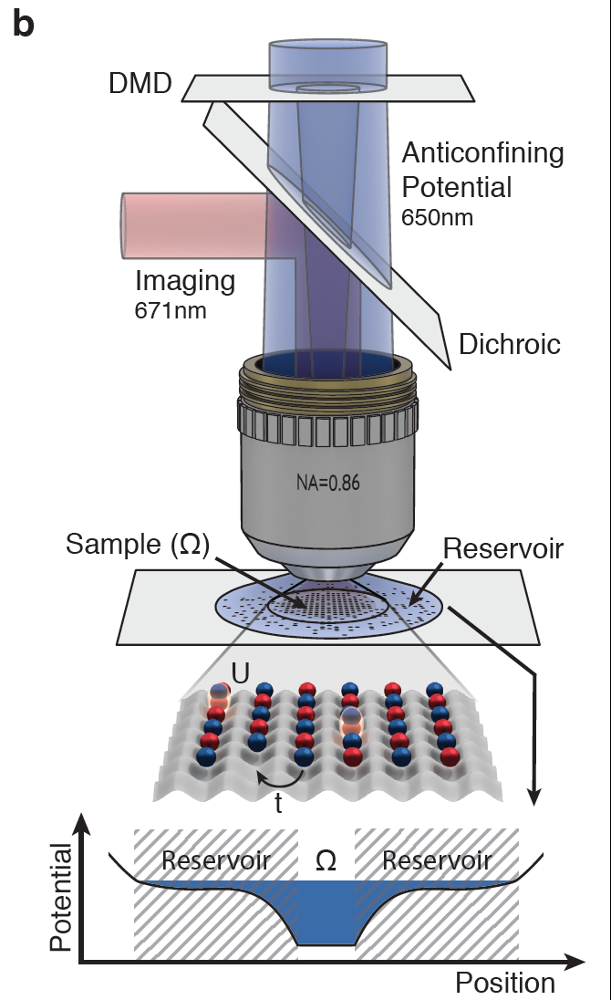 b
DMD
Anticonfining
Potential
650nm
Imaging
671nm
Dichroic
NA=0.86
Sample (Ω)
Reservoir
U
t
Reservoir
Ω
Reservoir
Potential
Position